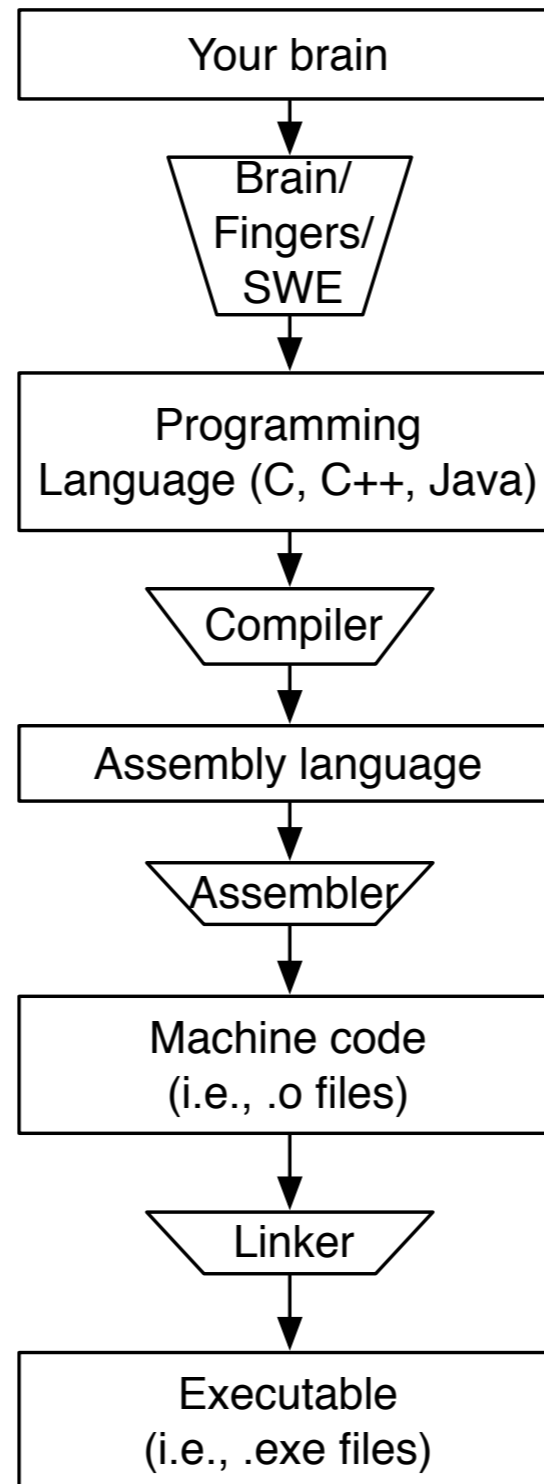 Your brain
Brain/
Fingers/
SWE
Programming
Language (C, C++, Java)
Compiler
Assembly language
Assembler
Machine code
(i.e., .o files)
Linker
Executable
(i.e., .exe files)